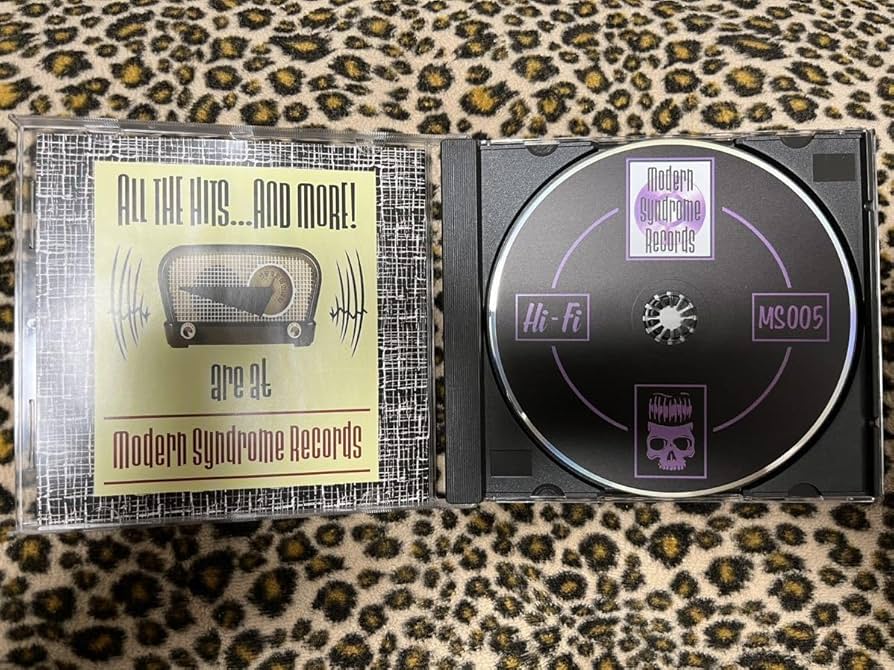 ALL THE HITS...AND MORE!
are at
Modern Syndrome Records
Modern
Syndrome
Records
Hi-Fi
MS005